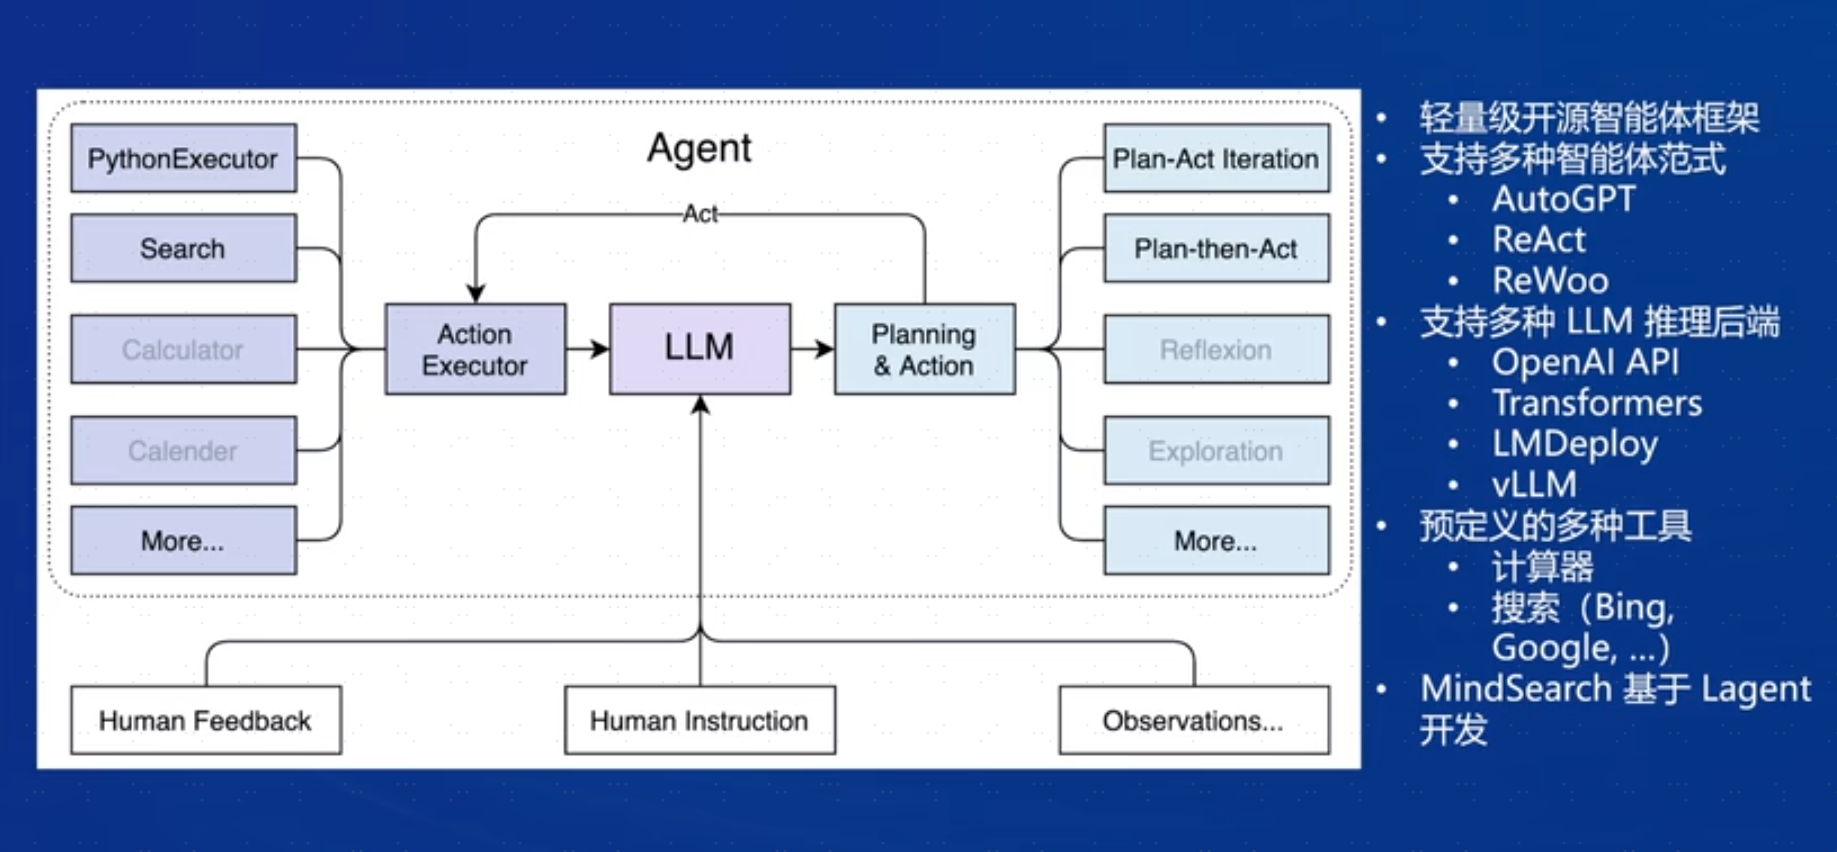 Agent
PythonExecutor
Search
Calculator
Calender
More...
Act
Action
Executor
LLM
Planning
& Action
Plan-Act Iteration
Plan-then-Act
Reflexion
Exploration
More...
Human Feedback
Human Instruction
Observations...
• 轻量级开源智能体框架
• 支持多种智能体范式
• AutoGPT
• ReAct
• ReWoo
• 支持多种 LLM 推理后端
• OpenAI API
• Transformers
• LMDeploy
• vLLM
• 预定义的多种工具
• 计算器
• 搜索（Bing,
Google, ...）
• MindSearch 基于 Lagent
开发